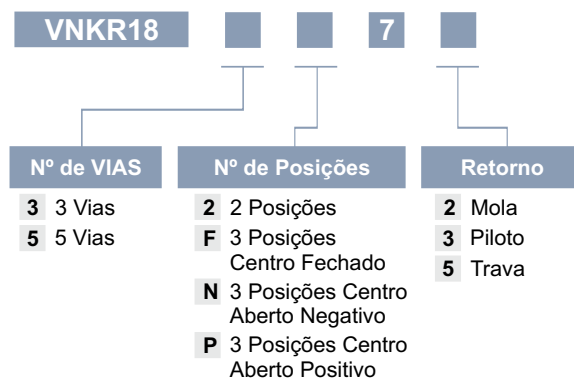 VNKR18 7
Nº de VIAS
3 3 Vias
5 5 Vias
Nº de Posições
2 2 Posições
F 3 Posições
Centro Fechado
N 3 Posições Centro
Aberto Negativo
P 3 Posições Centro
Aberto Positivo
Retorno
2 Mola
3 Piloto
5 Trava